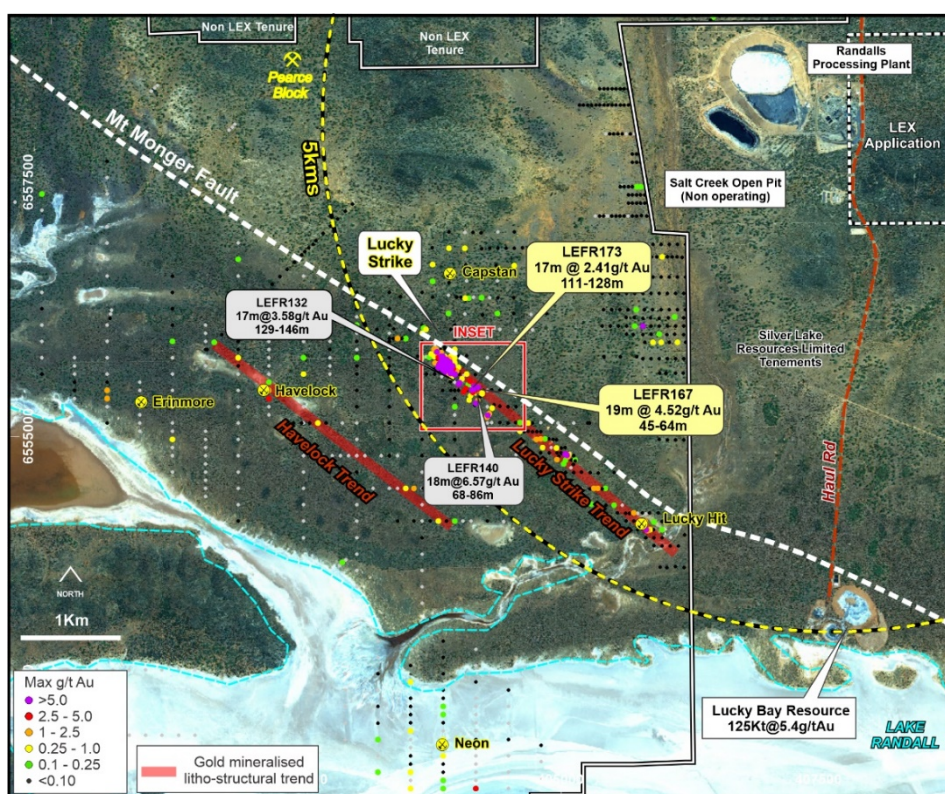 Non LEX Tenure
Non LEX
Tenure
Pearce
Block
Randalls
Processing Plant
LEX
Application
Mt Monger Fault
5kms
6557500
Salt Creek Open Pit
(Non operating)
Lucky
Strike
Capstan
LEFR173
17m @ 2.41g/t Au
111-128m
LEFR132
17m@3.58g/t Au
129-146m
INSET
Silver Lake
Resources Limited
Tenements
Erinmore
Havelock
LEFR167
19m @ 4.52g/t Au
45-64m
6555000
Havelock Trend
LEFR140
18m@6.57g/t Au
68-86m
Lucky Strike Trend
Haul Rd
Lucky Hit
NORTH
1Km
Max g/t Au
>5.0
2.5 - 5.0
1 - 2.5
0.25 - 1.0
0.1 - 0.25
<0.10
Gold mineralised
litho-structural trend
Neon
Lucky Bay Resource
125Kt@5.4g/tAu
LAKE
RANDALL